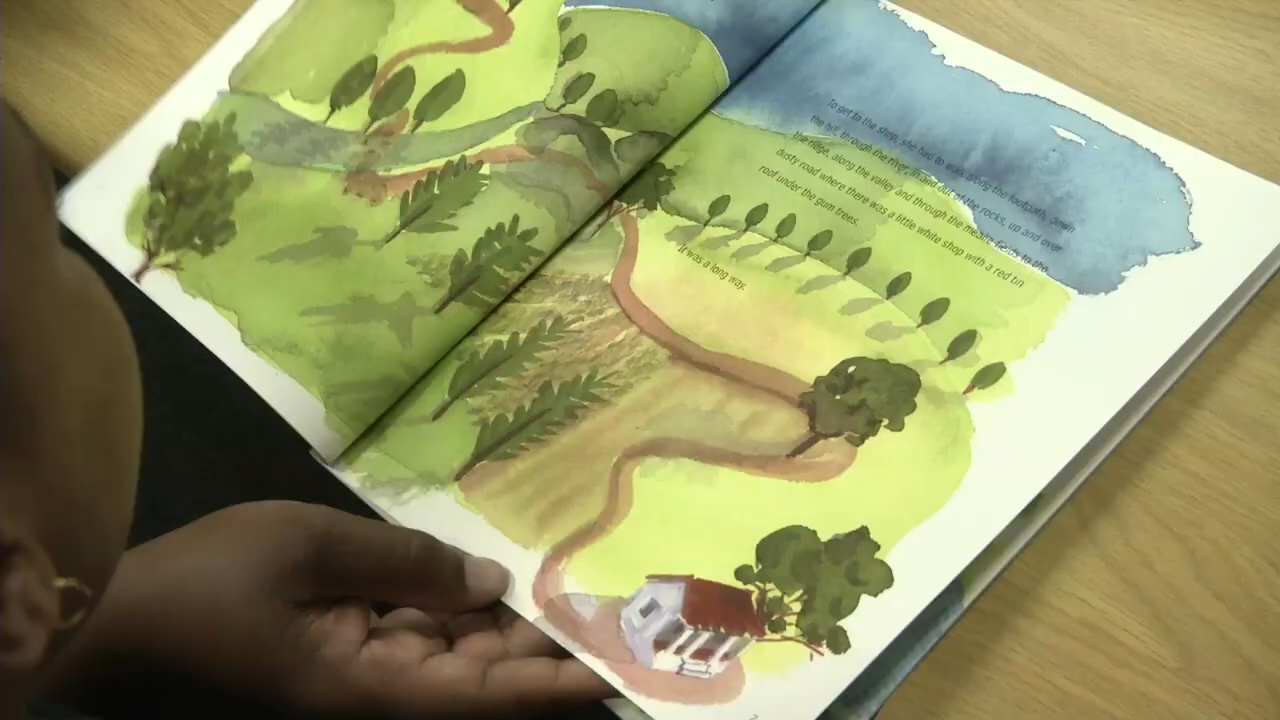 To get to the shop, she had to walk along the footpath, down
the hill, through the river, in and out of the rocks, up and over
the ridge, along the valley and through the mealie fields to the
dusty road where there was a little white shop with a red tin
roof under the gum trees.
It was a long way.
2